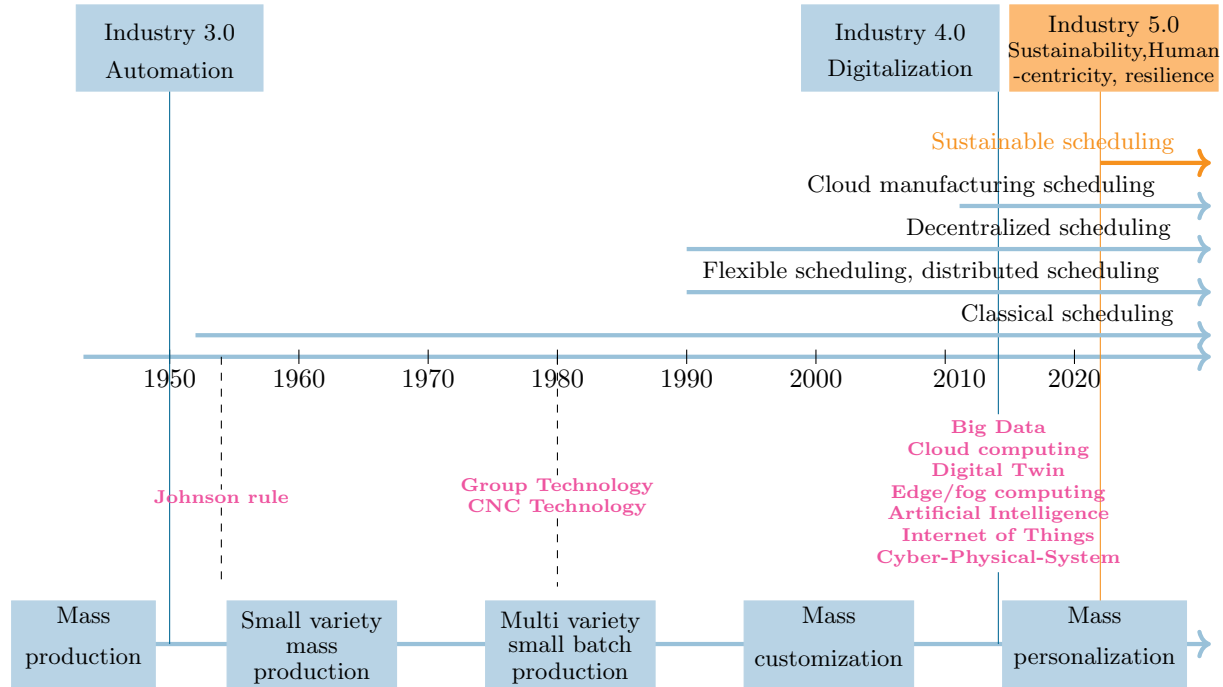 Industry 3.0
Automation
Industry 4.0
Digitalization
Industry 5.0
Sustainability,Human
-centricity, resilience
Sustainable scheduling
Cloud manufacturing scheduling
Decentralized scheduling
Flexible scheduling, distributed scheduling
Classical scheduling
1950 1960 1970 1980 1990 2000 2010 2020
Johnson rule
Group Technology
CNC Technology
Big Data
Cloud computing
Digital Twin
Edge/fog computing
Artificial Intelligence
Internet of Things
Cyber-Physical-System
Mass
production
Small variety
mass
production
Multi variety
small batch
production
Mass
customization
Mass
personalization